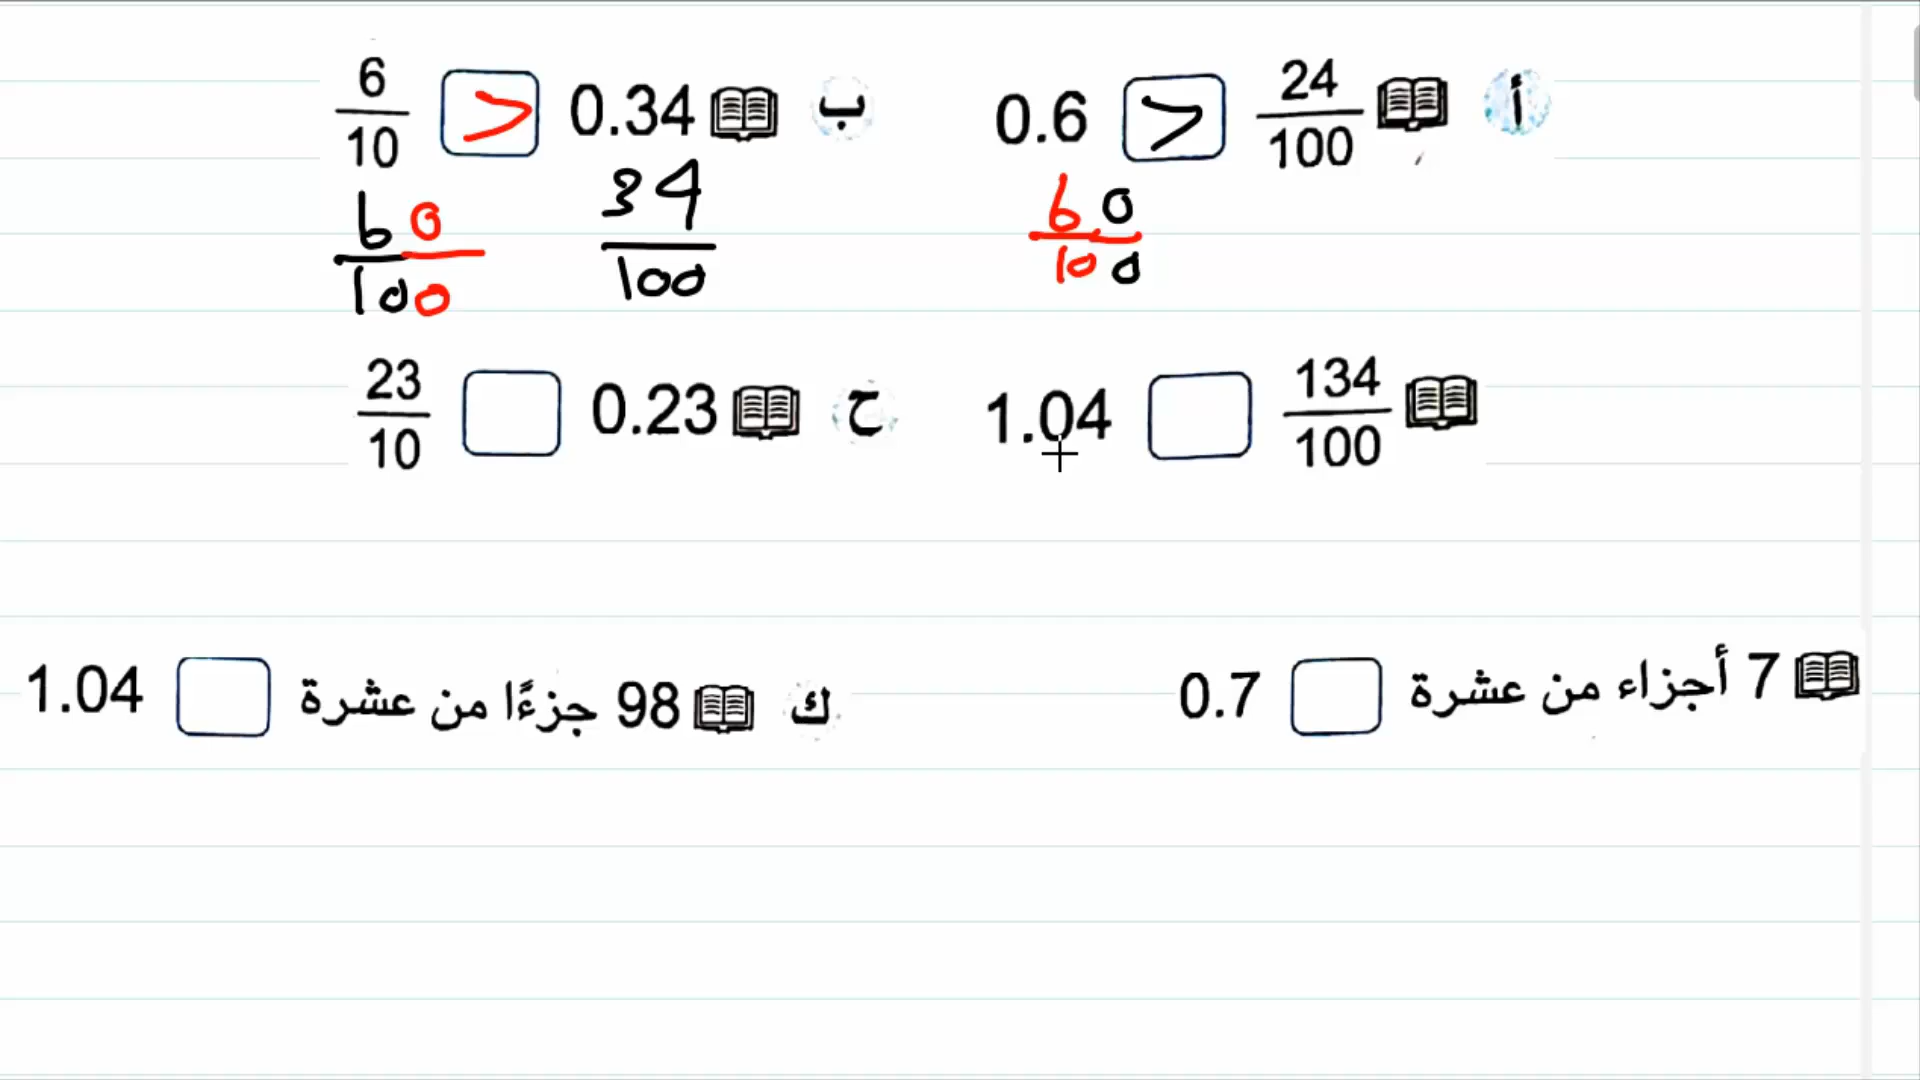 أ 24/100 > 0.6
60/100
ب 0.34 > 6/10
34/100 60/100
134/100 1.04
ح 0.23 23/10
7 أجزاء من عشرة 0.7
ك 98 جزءًا من عشرة 1.04